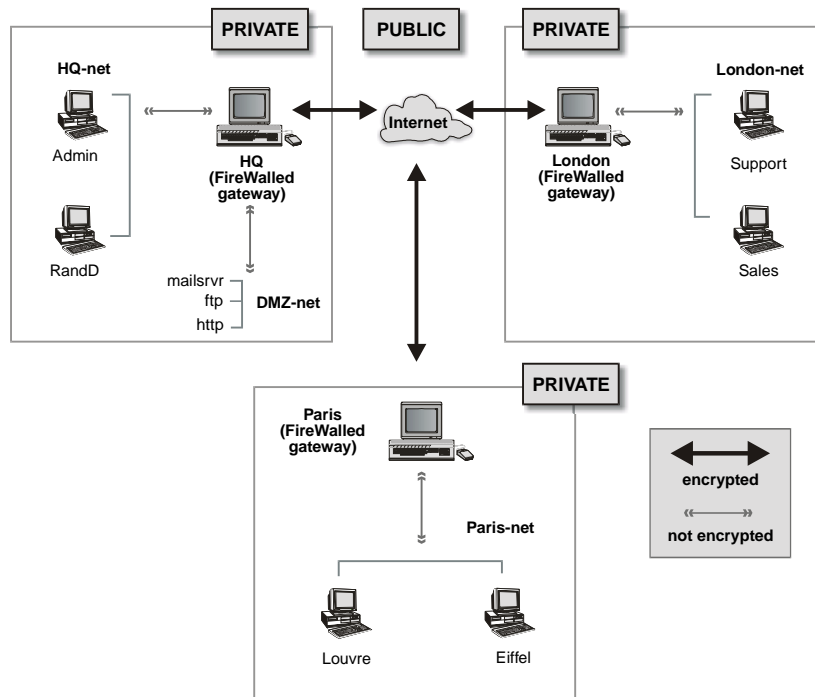 PRIVATE
PUBLIC
PRIVATE
HQ-net
Admin
RandD
HQ
(FireWalled
gateway)
mailsrvr
ftp
http
DMZ-net
Internet
London
(FireWalled
gateway)
London-net
Support
Sales
PRIVATE
Paris
(FireWalled
gateway)
Paris-net
Louvre
Eiffel
encrypted
not encrypted